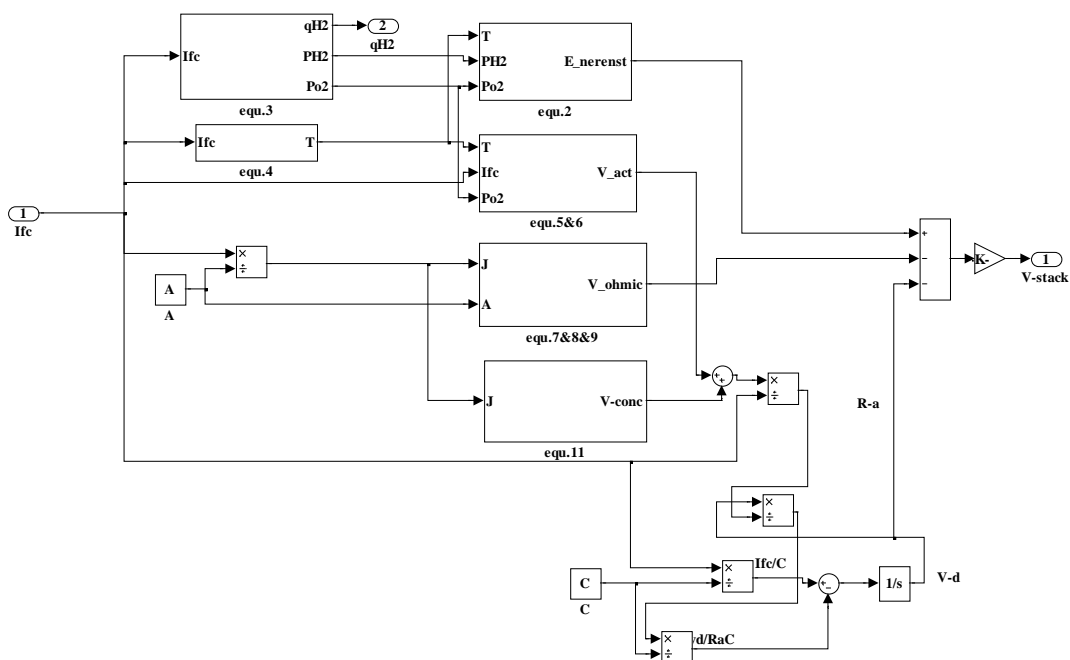 qH2
2
Ifc
PH2
qH2
T
PH2
E_nerenst
Po2
Po2
equ.3
equ.2
Ifc
T
equ.4
T
Ifc
V_act
Po2
equ.5&6
1
Ifc
×
÷
A
A
J
V_ohmic
A
equ.7&8&9
+
−
−
-K-
1
V-stack
J
V-conc
equ.11
+
+
×
÷
R-a
×
÷
C
C
×
÷
Ifc/C
+
−
1/s
V-d
×
÷
d/RaC